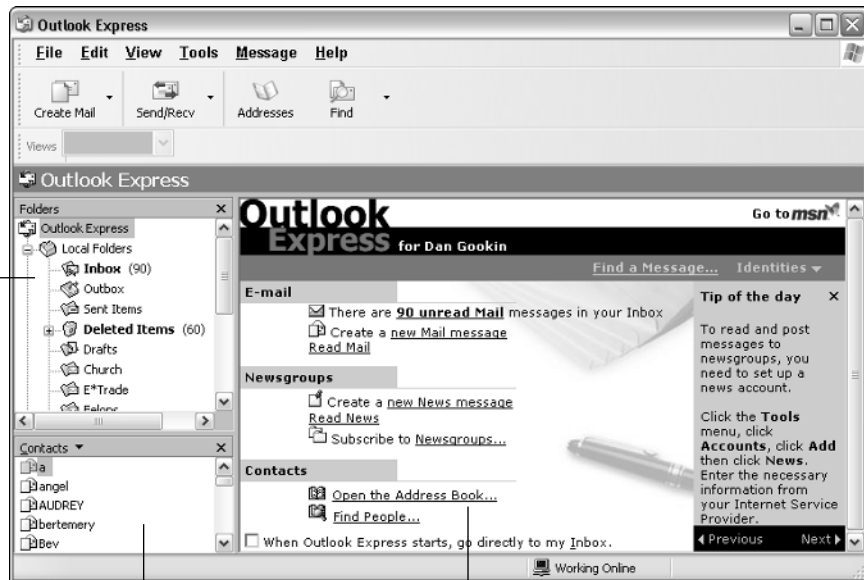 Outlook Express
File Edit View Tools Message Help
Create Mail Send/Recv Addresses Find
Views
Outlook Express
Folders
Outlook Express
Local Folders
Inbox (90)
Outbox
Sent Items
Deleted Items (60)
Drafts
Church
E*Trade
Contacts
a
angel
AUDREY
bertemery
Bev
Outlook
Express for Dan Gookin
Go to msn
Find a Message... Identities
E-mail
There are 90 unread Mail messages in your Inbox
Create a new Mail message
Read Mail
Newsgroups
Create a new News message
Read News
Subscribe to Newsgroups...
Contacts
Open the Address Book...
Find People...
When Outlook Express starts, go directly to my Inbox.
Tip of the day
To read and post
messages to
newsgroups, you
need to set up a
news account.
Click the Tools
menu, click
Accounts, click Add
then click News.
Enter the necessary
information from
your Internet Service
Provider.
Previous Next
Working Online